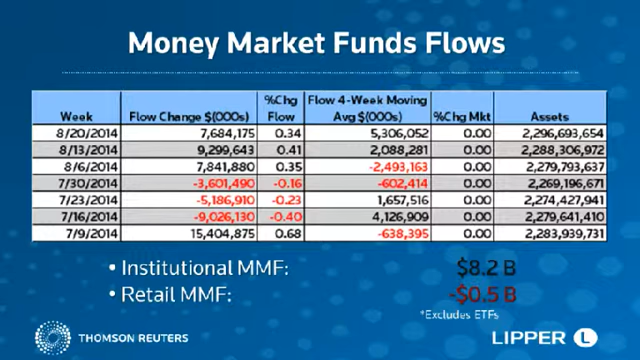 Money Market Funds Flows
Week Flow Change $(000s) %Chg Flow Flow 4-Week Moving Avg $(000s) %Chg Mkt Assets
8/20/2014 7,684,175 0.34 5,306,052 0.00 2,296,693,654
8/13/2014 9,299,643 0.41 2,088,281 0.00 2,288,306,972
8/6/2014 7,841,880 0.35 -2,493,163 0.00 2,279,793,637
7/30/2014 -3,601,490 -0.16 -602,414 0.00 2,269,196,671
7/23/2014 -5,186,910 -0.23 1,657,516 0.00 2,274,427,941
7/16/2014 -9,026,130 -0.40 4,126,909 0.00 2,279,641,410
7/9/2014 15,404,875 0.68 -638,395 0.00 2,283,939,731
• Institutional MMF: $8.2 B
• Retail MMF: -$0.5 B
*Excludes ETFs
THOMSON REUTERS LIPPER L